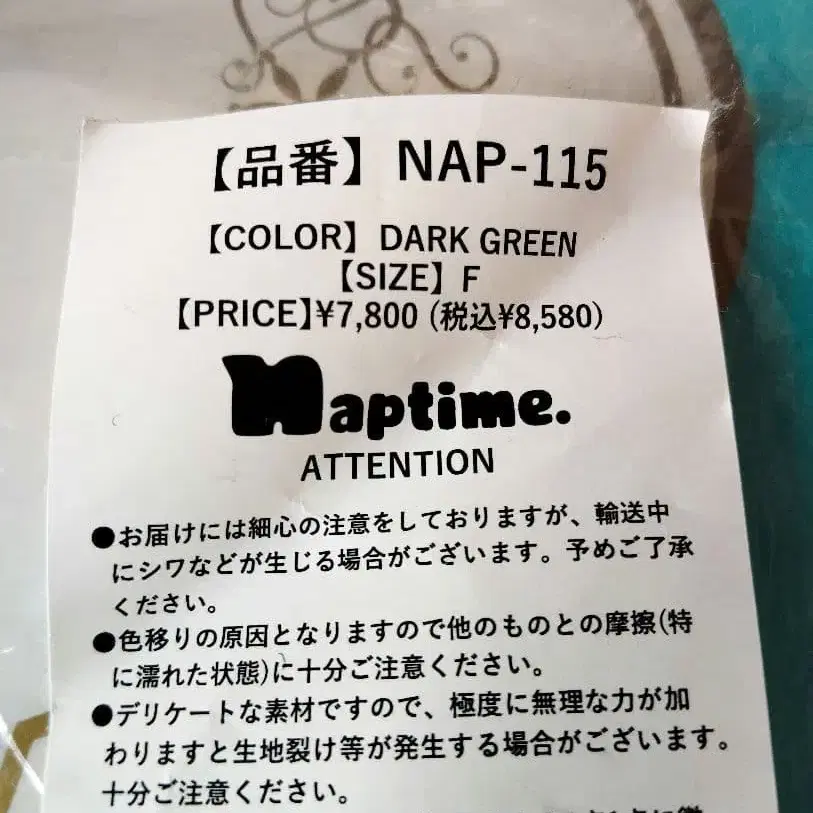 【品番】NAP-115
【COLOR】DARK GREEN
【SIZE】F
【PRICE】¥7,800 (税込¥8,580)
Naptime.
ATTENTION
●お届けには細心の注意をしておりますが、輸送中
にシワなどが生じる場合がございます。予めご了承
ください。
●色移りの原因となりますので他のものとの摩擦(特
に濡れた状態)に十分ご注意ください。
●デリケートな素材ですので、極度に無理な力が加
わりますと生地裂け等が発生する場合がございます。
十分ご注意ください。